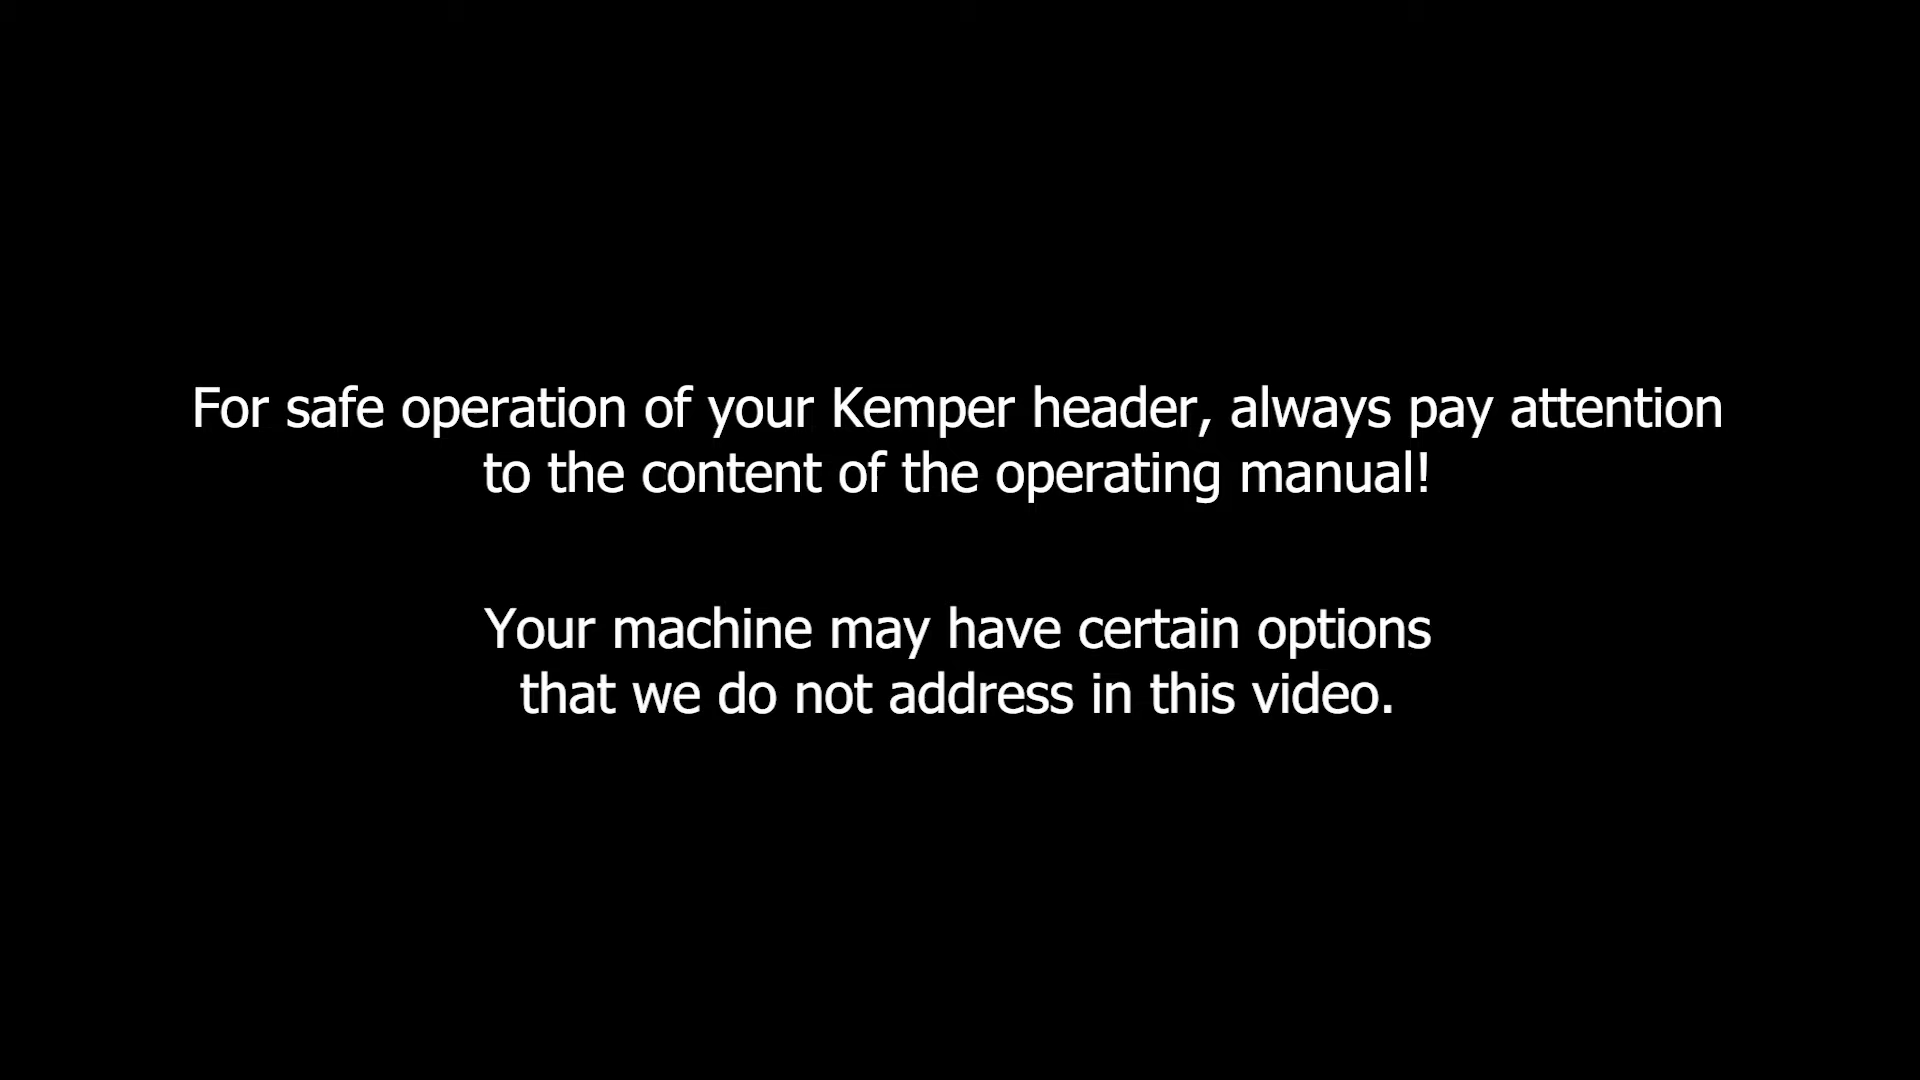 For safe operation of your Kemper header, always pay attention
to the content of the operating manual!
Your machine may have certain options
that we do not address in this video.